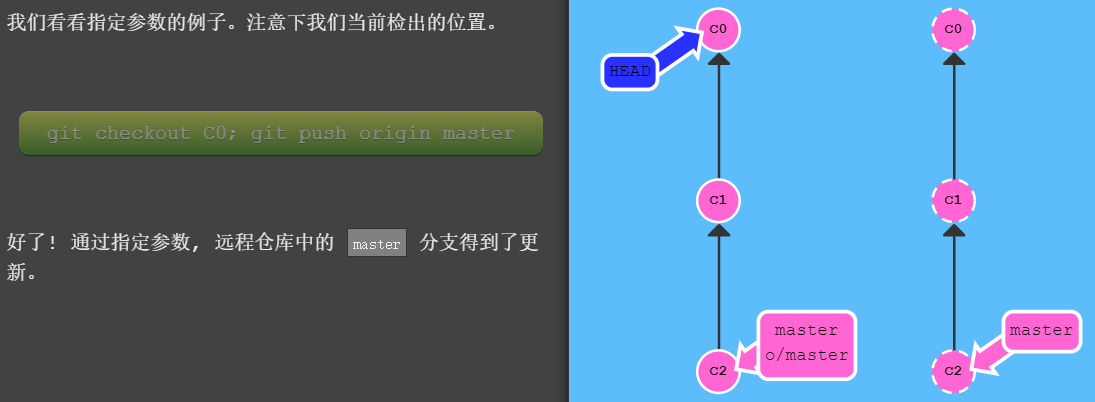 我们看看指定参数的例子。注意下我们当前检出的位置。
git checkout C0; git push origin master
好了! 通过指定参数, 远程仓库中的 master 分支得到了更
新。
C0
C0
HEAD
C1
C1
master
o/master
master
C2
C2